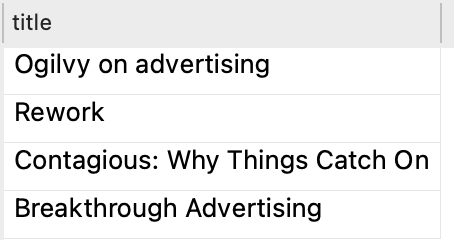 title
Ogilvy on advertising
Rework
Contagious: Why Things Catch On
Breakthrough Advertising